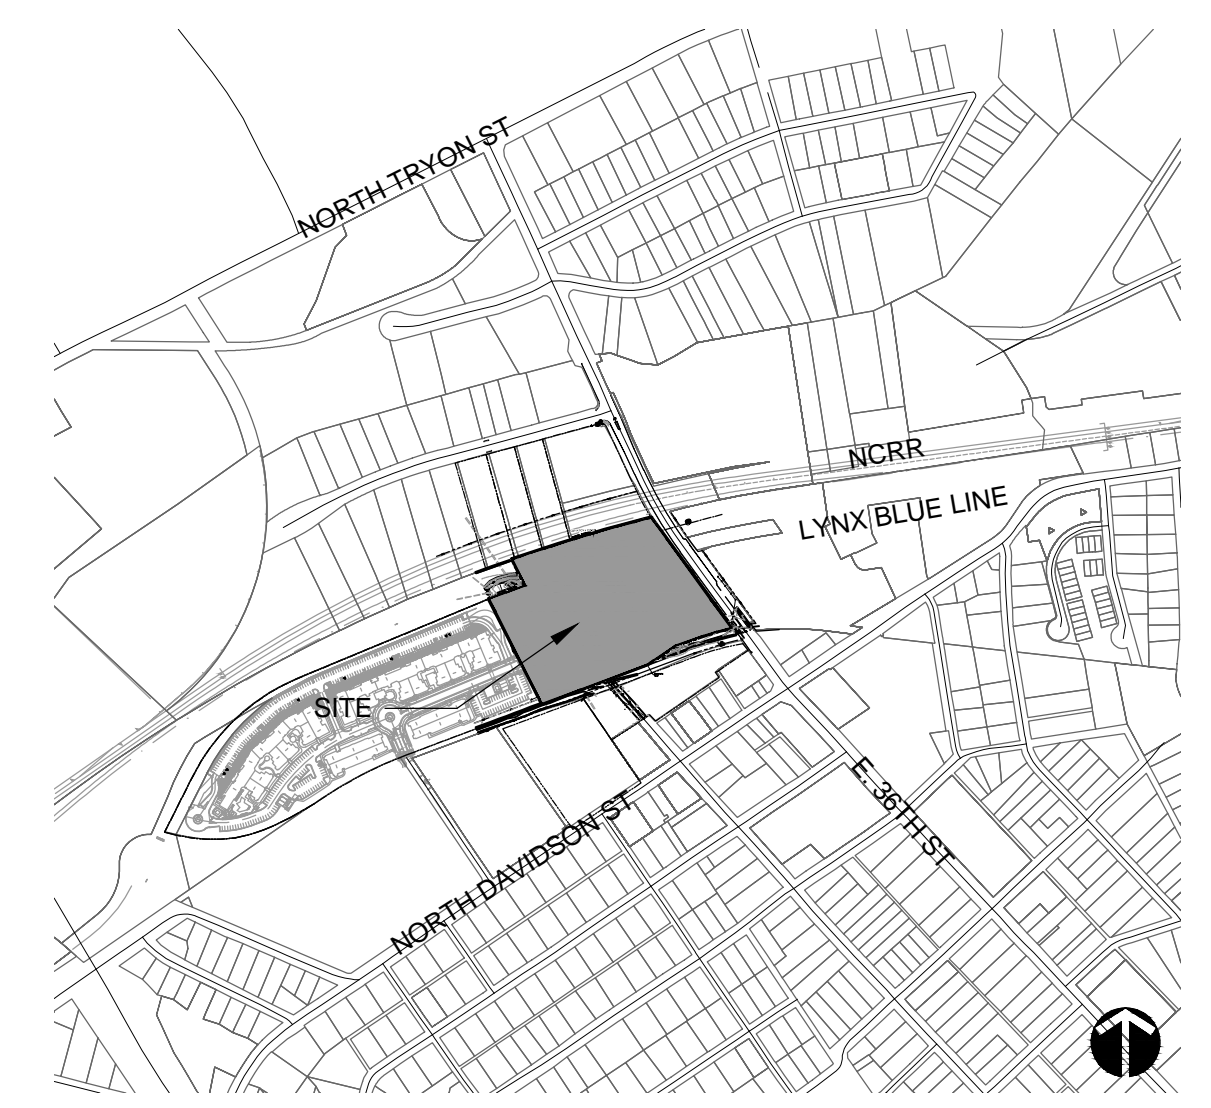 NORTH TRYON ST
NCRR
LYNX BLUE LINE
SITE
E. 36TH ST
NORTH DAVIDSON ST